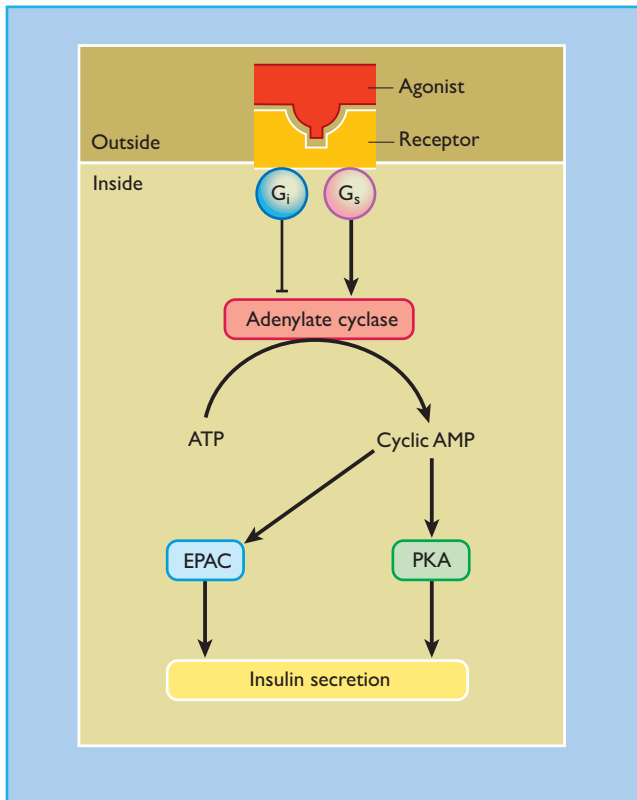 Agonist
Receptor
Outside
Inside
Gi Gs
Adenylate cyclase
ATP Cyclic AMP
EPAC PKA
Insulin secretion